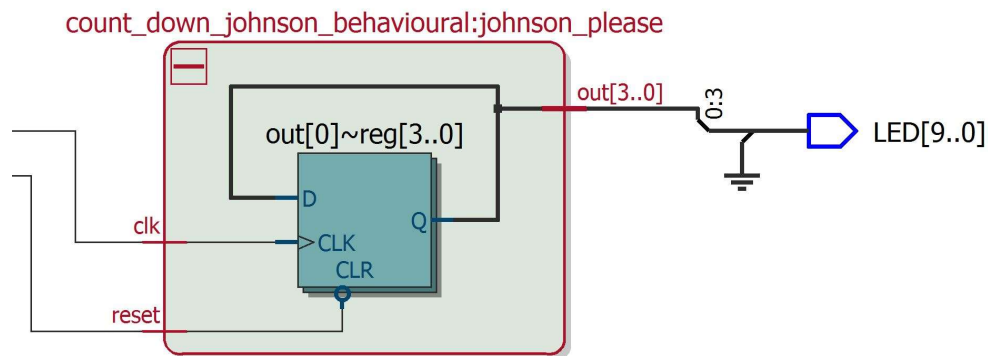 count_down_johnson_behavioural:johnson_please
out[3..0]
0:3
out[0]~reg[3..0]
LED[9..0]
D
Q
clk
CLK
CLR
reset